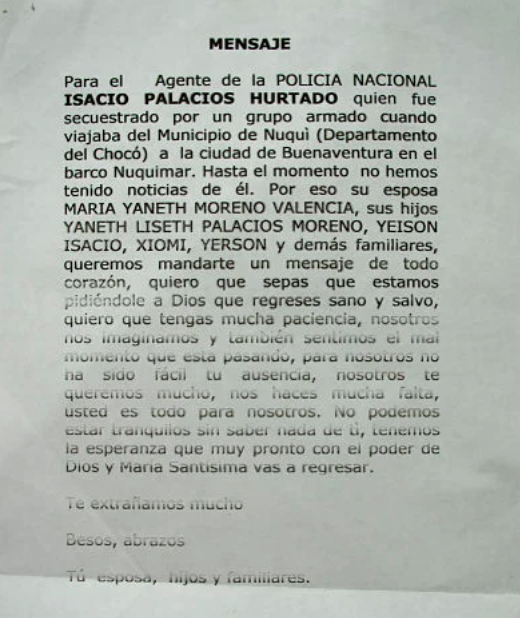 MENSAJE
Para el Agente de la POLICIA NACIONAL
ISACIO PALACIOS HURTADO quien fue
secuestrado por un grupo armado cuando
viajaba del Municipio de Nuquì (Departamento
del Chocó) a la ciudad de Buenaventura en el
barco Nuquimar. Hasta el momento no hemos
tenido noticias de él. Por eso su esposa
MARIA YANETH MORENO VALENCIA, sus hijos
YANETH LISETH PALACIOS MORENO, YEISON
ISACIO, XIOMI, YERSON y demás familiares,
queremos mandarte un mensaje de todo
corazón, quiero que sepas que estamos
pidiéndole a Dios que regreses sano y salvo,
quiero que tengas mucha paciencia, nosotros
nos imaginamos y también sentimos el mal
momento que esta pasando, para nosotros no
ha sido fácil tu ausencia, nosotros te
queremos mucho, nos haces mucha falta,
usted es todo para nosotros. No podemos
estar tranquilos sin saber nada de ti, tenemos
la esperanza que muy pronto con el poder de
Dios y Maria Santisima vas a regresar.
Te extrañamos mucho
Besos, abrazos
Tú esposa, hijos y familiares.